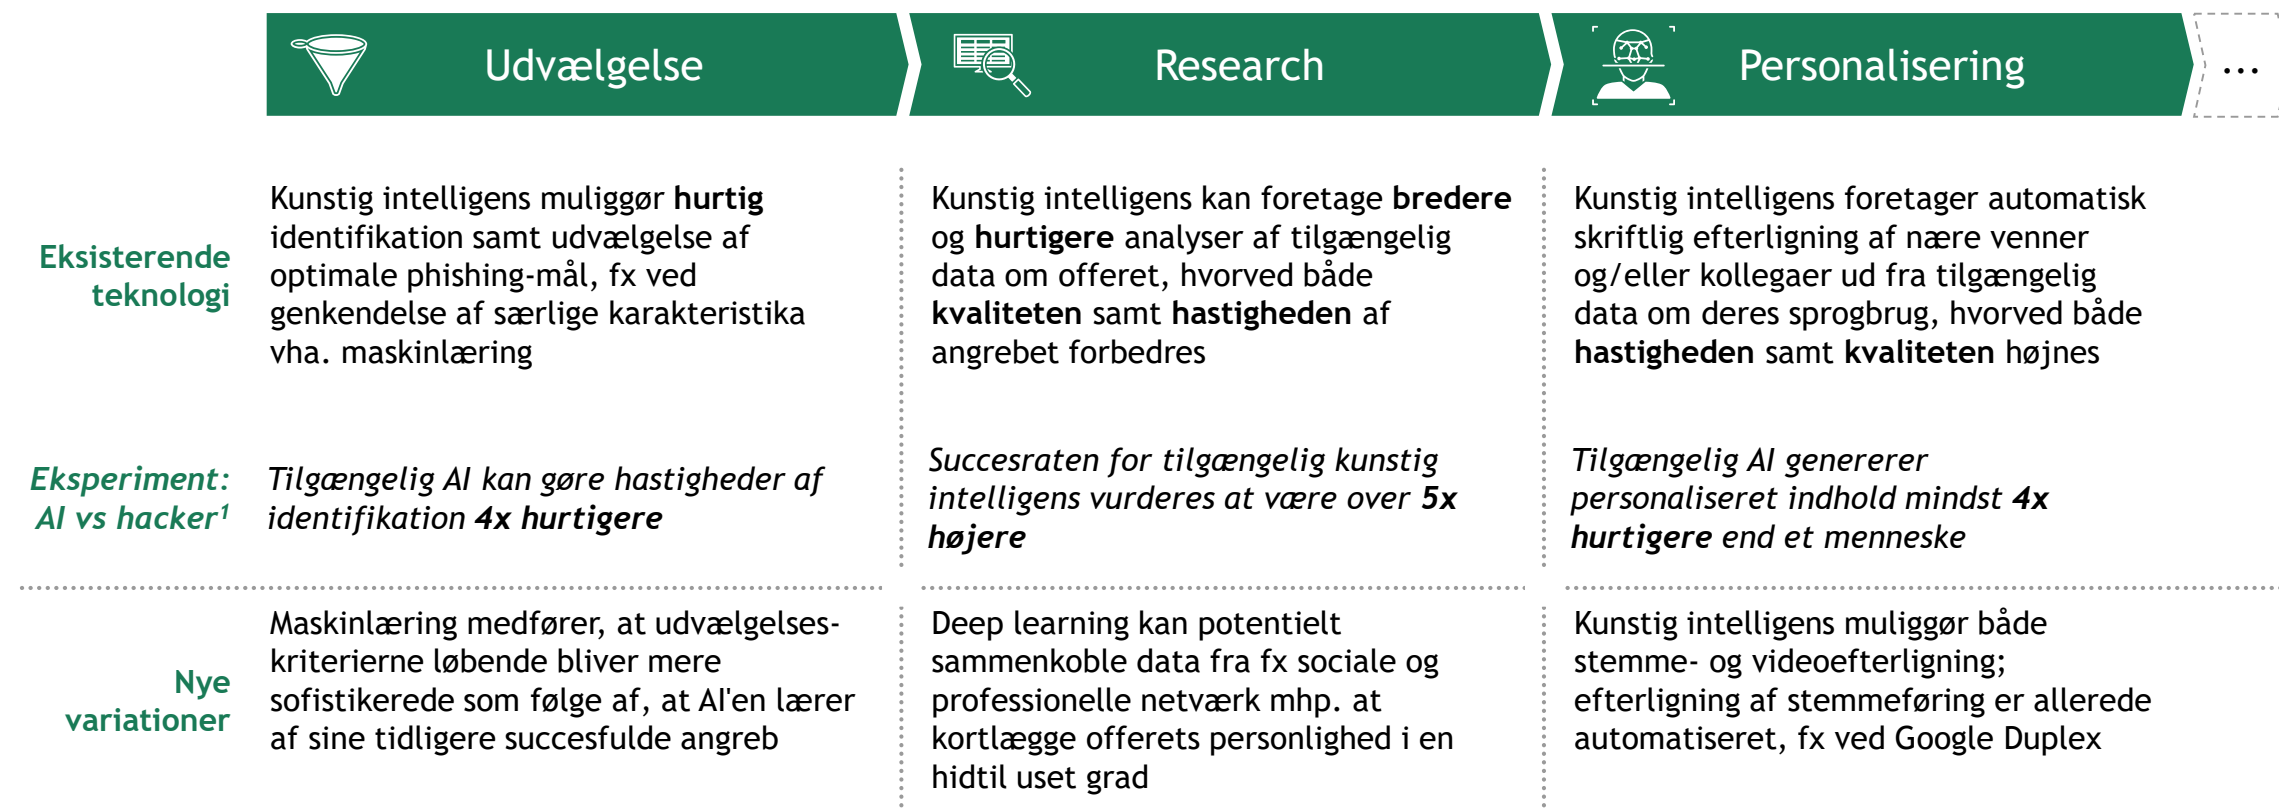 Udvælgelse
Research
Personalisering
...
Eksisterende
teknologi
Kunstig intelligens muliggør hurtig
identifikation samt udvælgelse af
optimale phishing-mål, fx ved
genkendelse af særlige karakteristika
vha. maskinlæring
Kunstig intelligens kan foretage bredere
og hurtigere analyser af tilgængelig
data om offeret, hvorved både
kvaliteten samt hastigheden af
angrebet forbedres
Kunstig intelligens foretager automatisk
skriftlig efterligning af nære venner
og/eller kollegaer ud fra tilgængelig
data om deres sprogbrug, hvorved både
hastigheden samt kvaliteten højnes
Eksperiment:
AI vs hacker¹
Tilgængelig AI kan gøre hastigheder af
identifikation 4x hurtigere
Succesraten for tilgængelig kunstig
intelligens vurderes at være over 5x
højere
Tilgængelig AI genererer
personaliseret indhold mindst 4x
hurtigere end et menneske
Nye
variationer
Maskinlæring medfører, at udvælgelses-
kriterierne løbende bliver mere
sofistikerede som følge af, at AI'en lærer
af sine tidligere succesfulde angreb
Deep learning kan potentielt
sammenkoble data fra fx sociale og
professionelle netværk mhp. at
kortlægge offerets personlighed i en
hidtil uset grad
Kunstig intelligens muliggør både
stemme- og videoefterligning;
efterligning af stemmeføring er allerede
automatiseret, fx ved Google Duplex